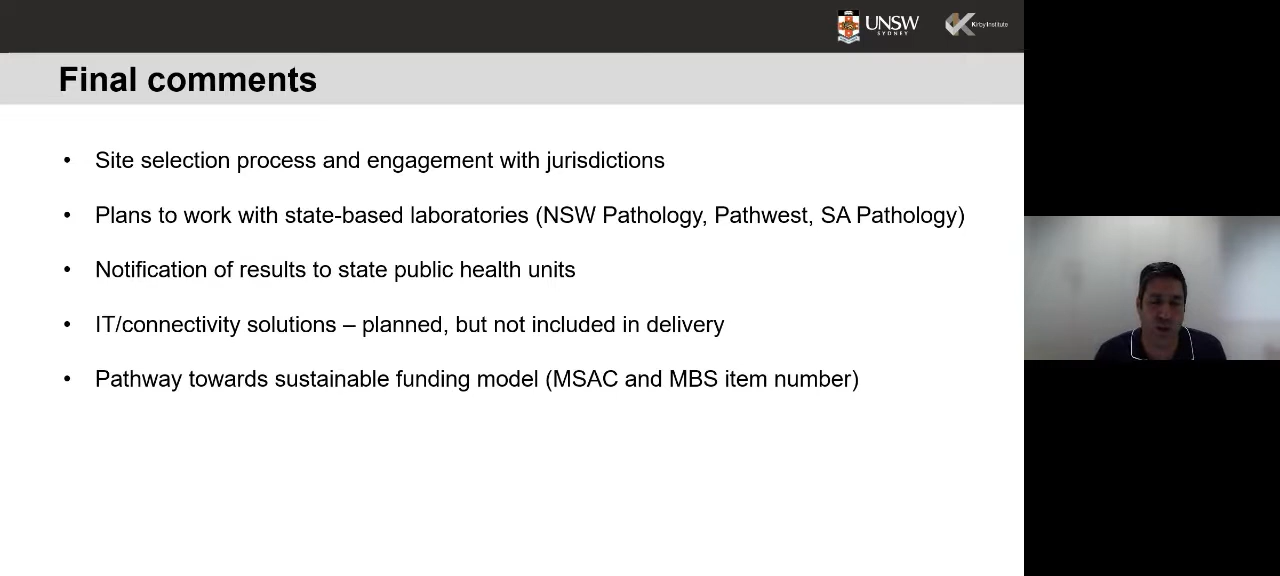 UNSW
SYDNEY
Kirby Institute
Final comments
• Site selection process and engagement with jurisdictions
• Plans to work with state-based laboratories (NSW Pathology, Pathwest, SA Pathology)
• Notification of results to state public health units
• IT/connectivity solutions – planned, but not included in delivery
• Pathway towards sustainable funding model (MSAC and MBS item number)